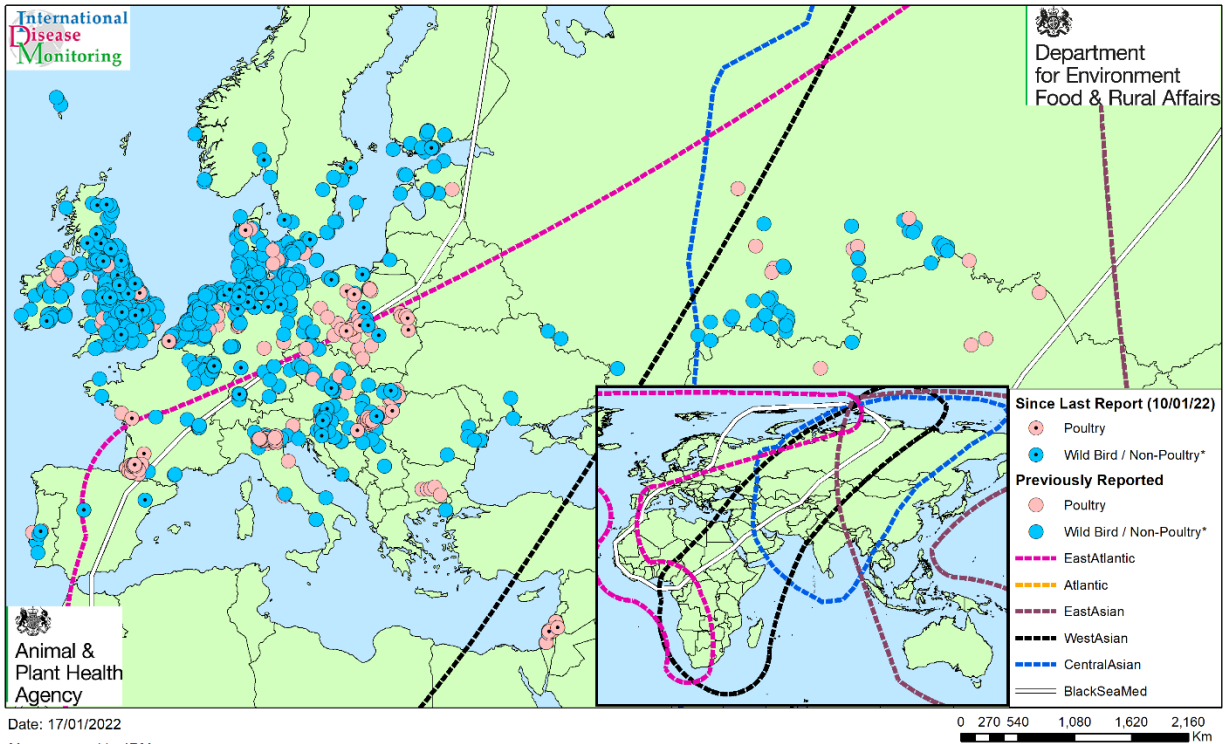 International
Disease
Monitoring
Department
for Environment
Food & Rural Affairs
Since Last Report (10/01/22)
Poultry
Wild Bird / Non-Poultry*
Previously Reported
Poultry
Wild Bird / Non-Poultry*
EastAtlantic
Atlantic
EastAsian
WestAsian
CentralAsian
BlackSeaMed
Animal &
Plant Health
Agency
Date: 17/01/2022
0 270 540 1,080 1,620 2,160
Km